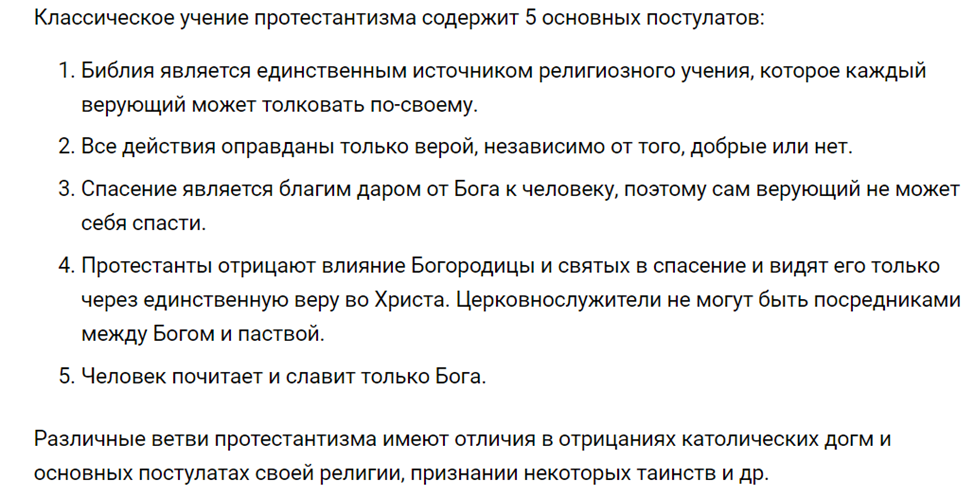 Классическое учение протестантизма содержит 5 основных постулатов:
1. Библия является единственным источником религиозного учения, которое каждый
верующий может толковать по-своему.
2. Все действия оправданы только верой, независимо от того, добрые или нет.
3. Спасение является благим даром от Бога к человеку, поэтому сам верующий не может
себя спасти.
4. Протестанты отрицают влияние Богородицы и святых в спасение и видят его только
через единственную веру во Христа. Церковнослужители не могут быть посредниками
между Богом и паствой.
5. Человек почитает и славит только Бога.
Различные ветви протестантизма имеют отличия в отрицаниях католических догм и
основных постулатах своей религии, признании некоторых таинств и др.